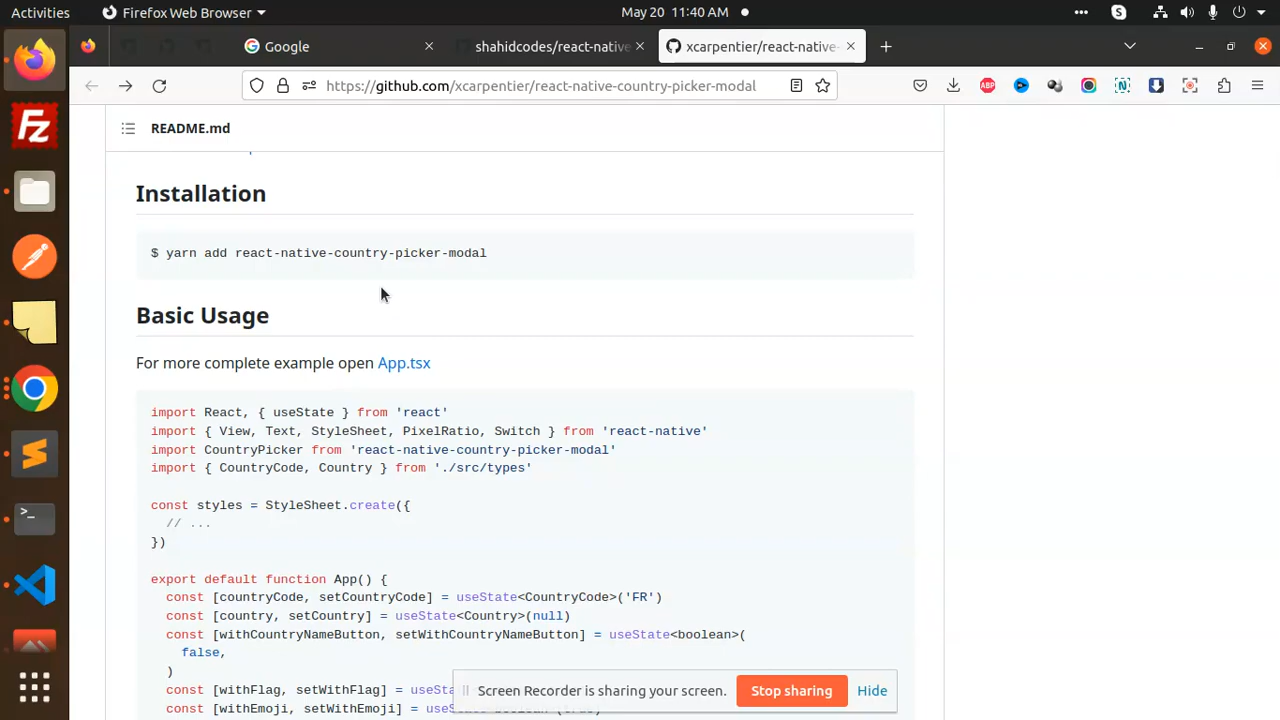 Activities
Firefox Web Browser
May 20 11:40 AM
Google
shahidcodes/react-native
xcarpentier/react-native-
https://github.com/xcarpentier/react-native-country-picker-modal
README.md
Installation
$ yarn add react-native-country-picker-modal
Basic Usage
For more complete example open App.tsx
import React, { useState } from 'react'
import { View, Text, StyleSheet, PixelRatio, Switch } from 'react-native'
import CountryPicker from 'react-native-country-picker-modal'
import { CountryCode, Country } from './src/types'
const styles = StyleSheet.create({
// ...
})
export default function App() {
const [countryCode, setCountryCode] = useState<CountryCode>('FR')
const [country, setCountry] = useState<Country>(null)
const [withCountryNameButton, setWithCountryNameButton] = useState<boolean>(
false,
)
const [withFlag, setWithFlag] = useSta
const [withEmoji, setWithEmoji] =
Screen Recorder is sharing your screen.
Stop sharing
Hide